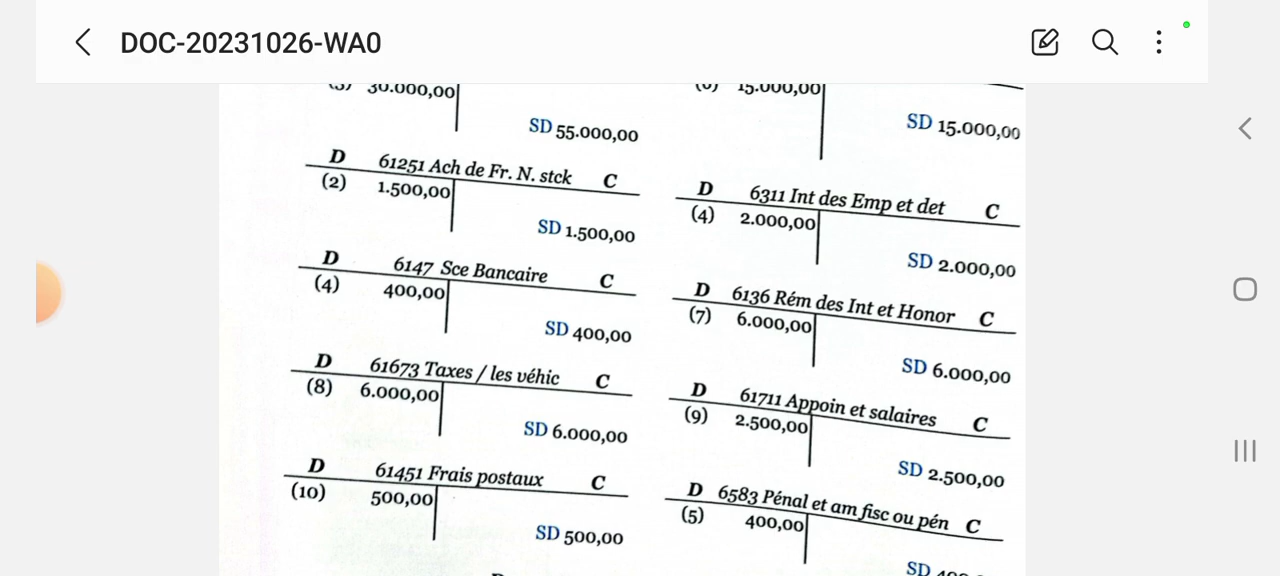 DOC-20231026-WA0
(3) 30.000,00
SD 55.000,00
(6) 15.000,00
SD 15.000,00
D 61251 Ach de Fr. N. stck C
(2) 1.500,00
SD 1.500,00
D 6311 Int des Emp et det C
(4) 2.000,00
SD 2.000,00
D 6147 Sce Bancaire C
(4) 400,00
SD 400,00
D 6136 Rém des Int et Honor C
(7) 6.000,00
SD 6.000,00
D 61673 Taxes / les véhic C
(8) 6.000,00
SD 6.000,00
D 61711 Appoin et salaires C
(9) 2.500,00
SD 2.500,00
D 61451 Frais postaux C
(10) 500,00
SD 500,00
D 6583 Pénal et am fisc ou pén C
(5) 400,00
SD